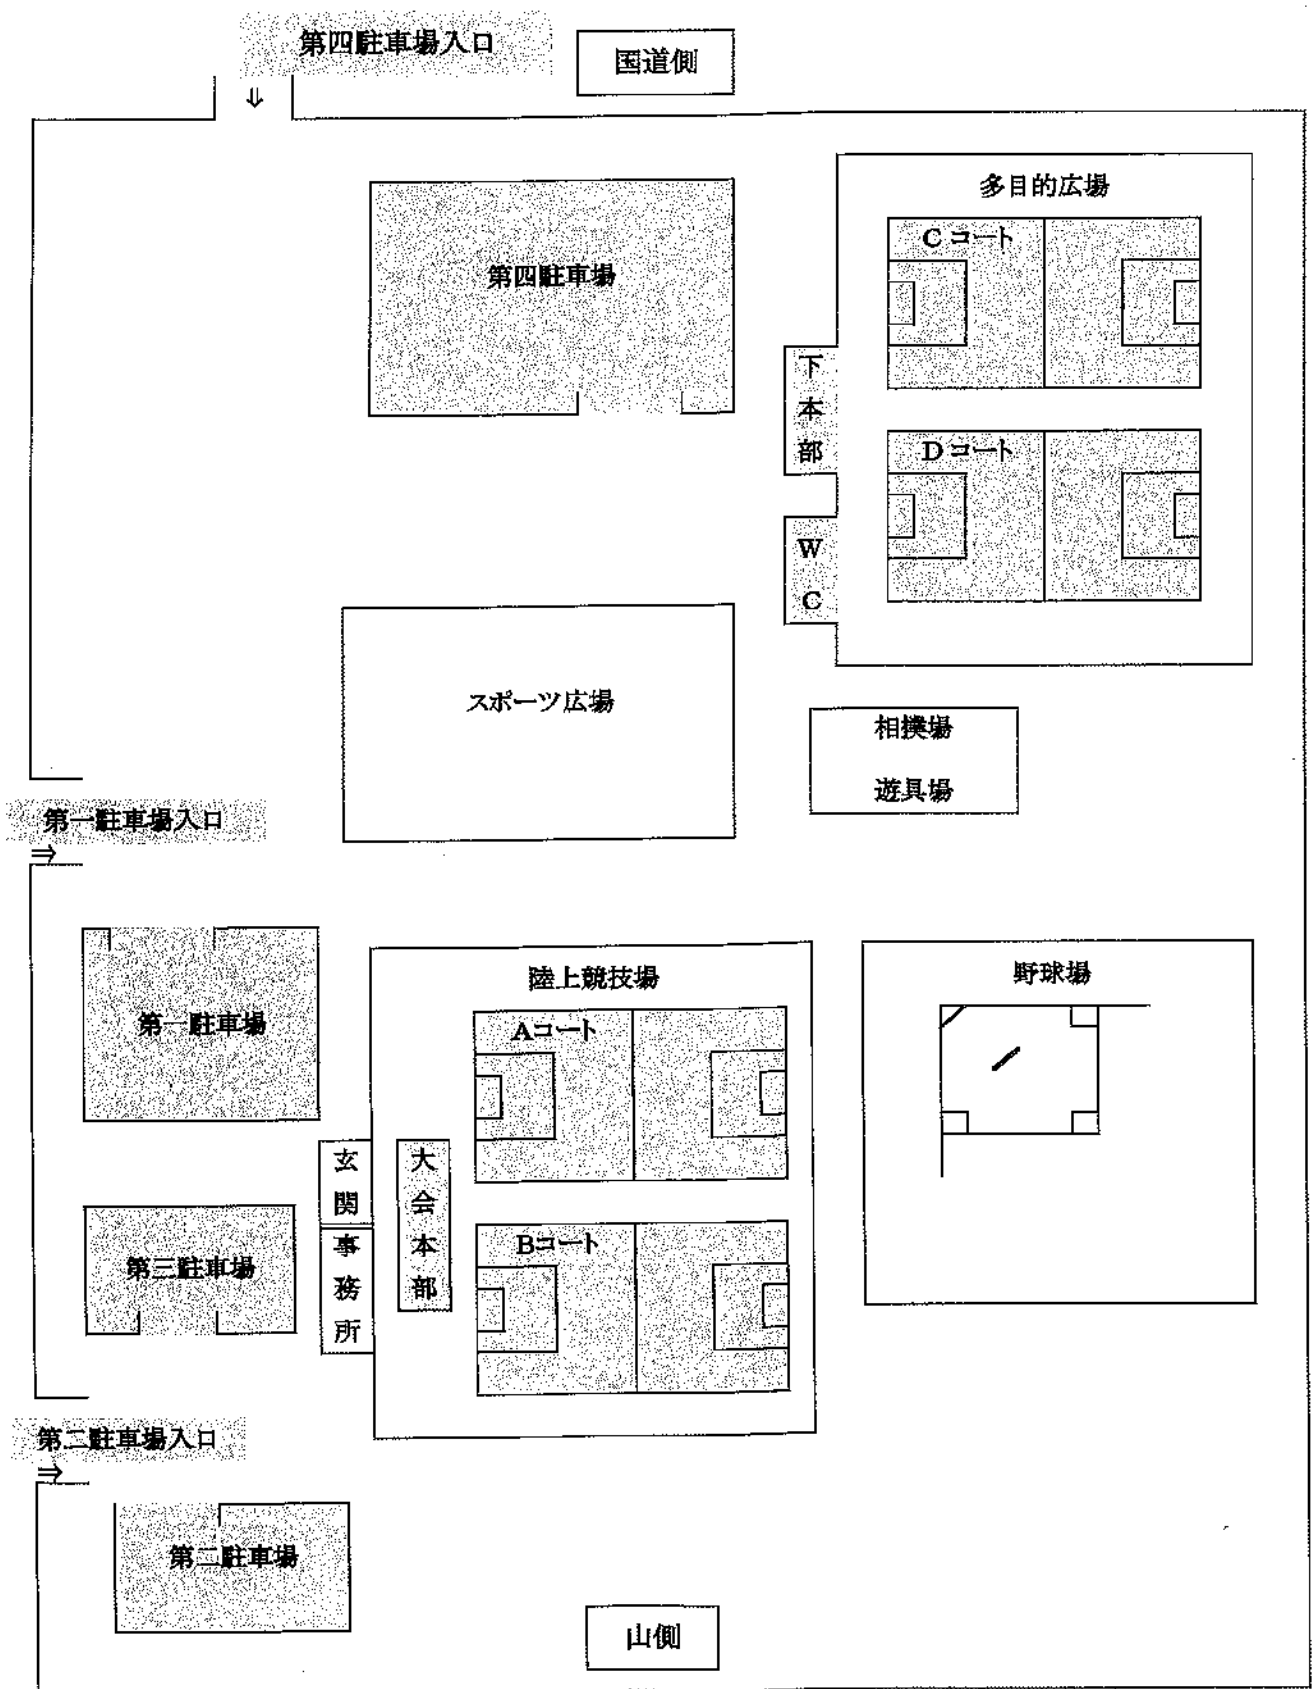 第四駐車場入口
⇓
国道側
多目的広場
Cコート
第四駐車場
下本部
Dコート
WC
スポーツ広場
相撲場
遊具場
第一駐車場入口
⇒
陸上競技場
野球場
第一駐車場
Aコート
玄関
大会本部
事務所
第三駐車場
Bコート
第二駐車場入口
⇒
第二駐車場
山側